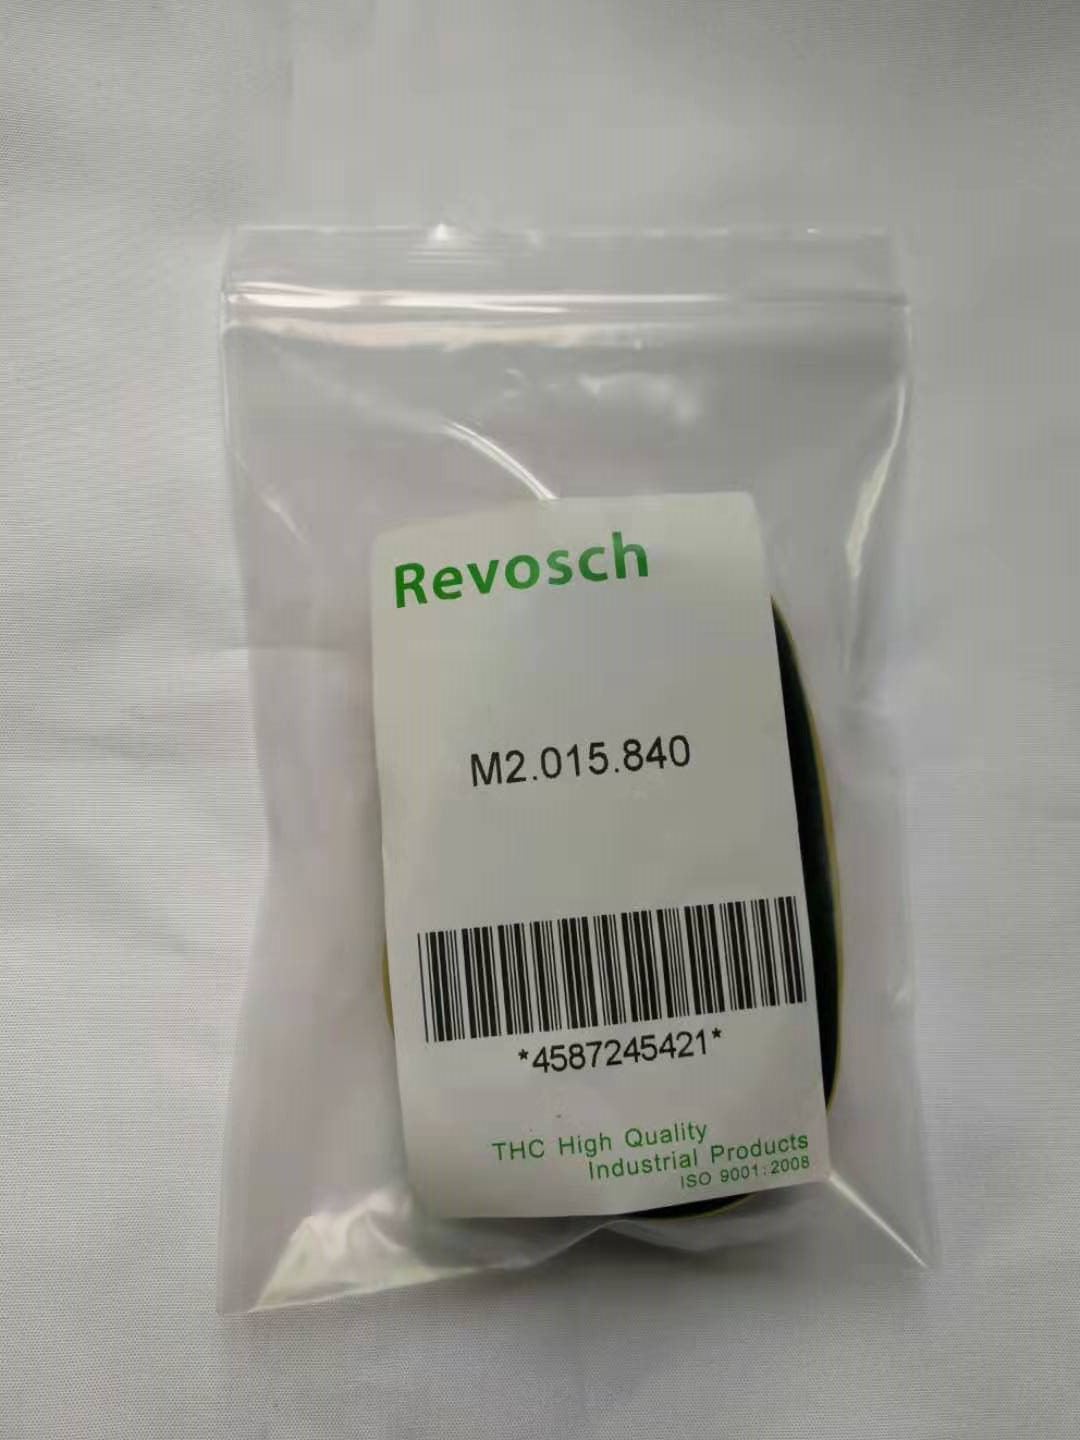 Revosch
M2.015.840
*4587245421*
THC High Quality
Industrial Products
ISO 9001:2008